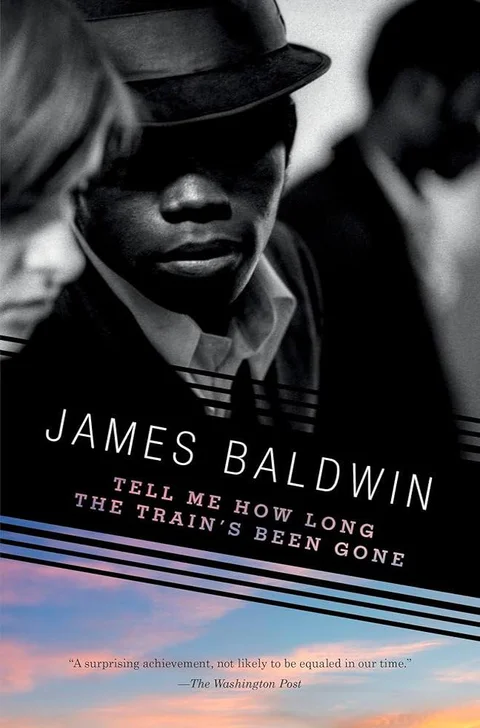 JAMES BALDWIN
TELL ME HOW LONG
THE TRAIN'S BEEN GONE
“A surprising achievement, not likely to be equaled in our time.”
—The Washington Post